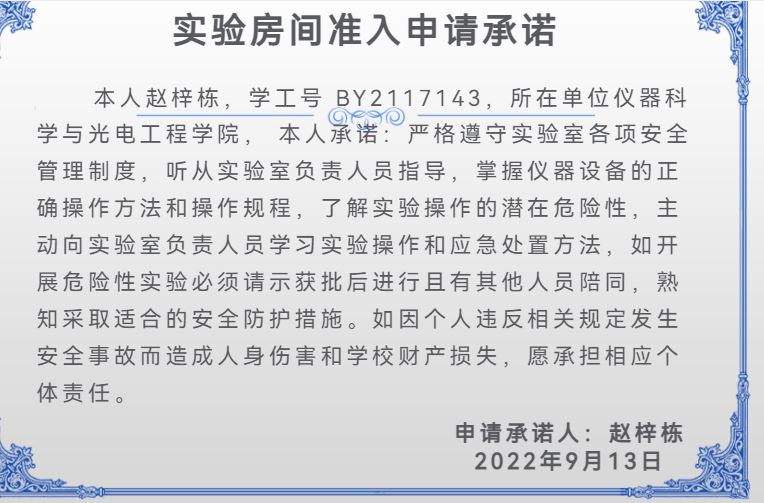 实验房间准入申请承诺
本人赵梓栋，学工号 BY2117143，所在单位仪器科
学与光电工程学院， 本人承诺：严格遵守实验室各项安全
管理制度，听从实验室负责人员指导，掌握仪器设备的正
确操作方法和操作规程，了解实验操作的潜在危险性，主
动向实验室负责人员学习实验操作和应急处置方法，如开
展危险性实验必须请示获批后进行且有其他人员陪同，熟
知采取适合的安全防护措施。如因个人违反相关规定发生
安全事故而造成人身伤害和学校财产损失，愿承担相应个
体责任。
申请承诺人：赵梓栋
2022年9月13日